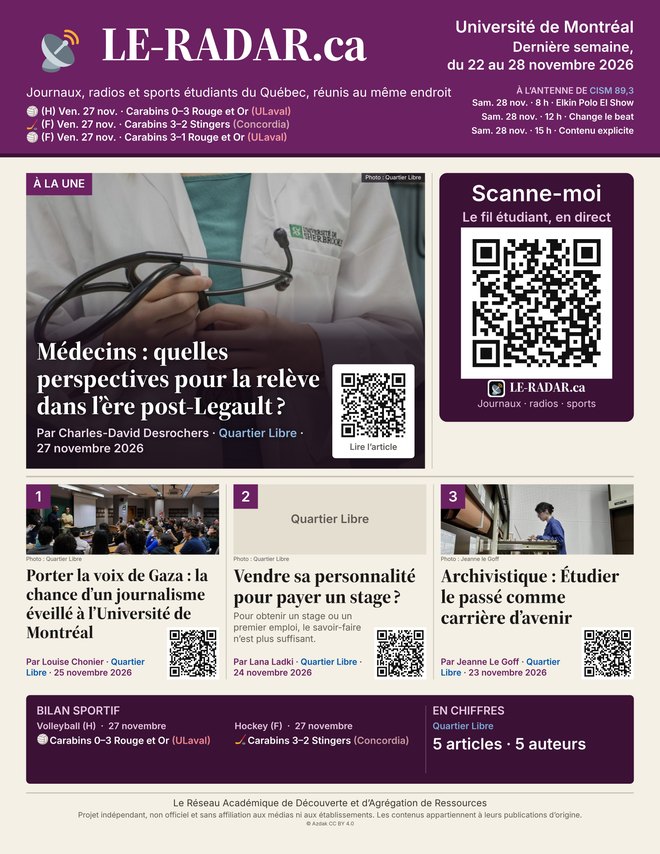 LE-RADAR.ca
Université de Montréal
Dernière semaine,
du 22 au 28 novembre 2026
Journaux, radios et sports étudiants du Québec, réunis au même endroit
(H) Ven. 27 nov. · Carabins 0–3 Rouge et Or (ULaval)
(F) Ven. 27 nov. · Carabins 3–2 Stingers (Concordia)
(F) Ven. 27 nov. · Carabins 3–1 Rouge et Or (ULaval)
À L'ANTENNE DE CISM 89,3
Sam. 28 nov. · 8 h · Elkin Polo El Show
Sam. 28 nov. · 12 h · Change le beat
Sam. 28 nov. · 15 h · Contenu explicite
À LA UNE
Photo : Quartier Libre
UNIVERSITÉ DE
SHERBROOKE
Médecins : quelles
perspectives pour la relève
dans l'ère post-Legault ?
Par Charles-David Desrochers · Quartier Libre ·
27 novembre 2026
Lire l'article
Scanne-moi
Le fil étudiant, en direct
LE-RADAR.ca
Journaux · radios · sports
1
Photo : Quartier Libre
Porter la voix de Gaza : la
chance d'un journalisme
éveillé à l'Université de
Montréal
Par Louise Chonier · Quartier
Libre · 25 novembre 2026
2
Quartier Libre
Photo : Quartier Libre
Vendre sa personnalité
pour payer un stage ?
Pour obtenir un stage ou un
premier emploi, le savoir-faire
n'est plus suffisant.
Par Lana Ladki · Quartier Libre ·
24 novembre 2026
3
Photo : Jeanne le Goff
Archivistique : Étudier
le passé comme
carrière d'avenir
Par Jeanne Le Goff · Quartier
Libre · 23 novembre 2026
BILAN SPORTIF
Volleyball (H) · 27 novembre
Carabins 0–3 Rouge et Or (ULaval)
Hockey (F) · 27 novembre
Carabins 3–2 Stingers (Concordia)
EN CHIFFRES
Quartier Libre
5 articles · 5 auteurs
Le Réseau Académique de Découverte et d'Agrégation de Ressources
Projet indépendant, non officiel et sans affiliation aux médias ni aux établissements. Les contenus appartiennent à leurs publications d'origine.
© Azdak CC BY 4.0